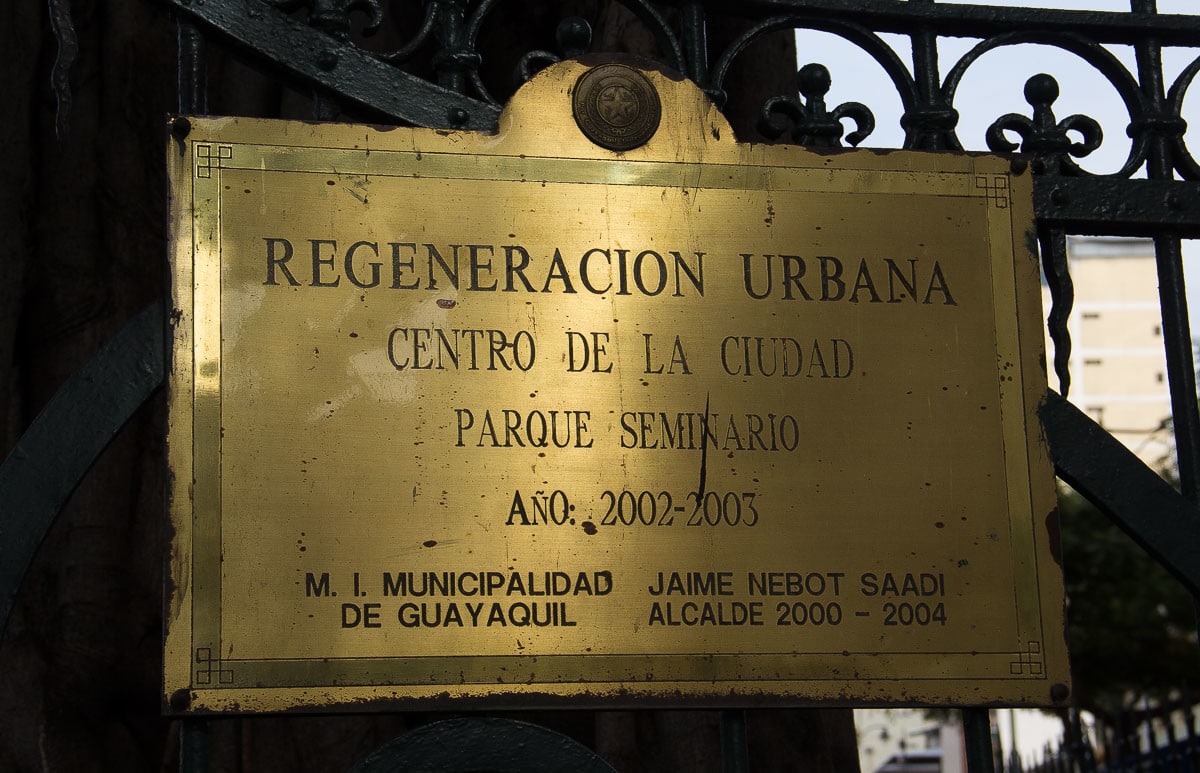 REGENERACION URBANA
CENTRO DE LA CIUDAD
PARQUE SEMINARIO
AÑO: 2002-2003
M. I. MUNICIPALIDAD JAIME NEBOT SAADI
DE GUAYAQUIL ALCALDE 2000 - 2004